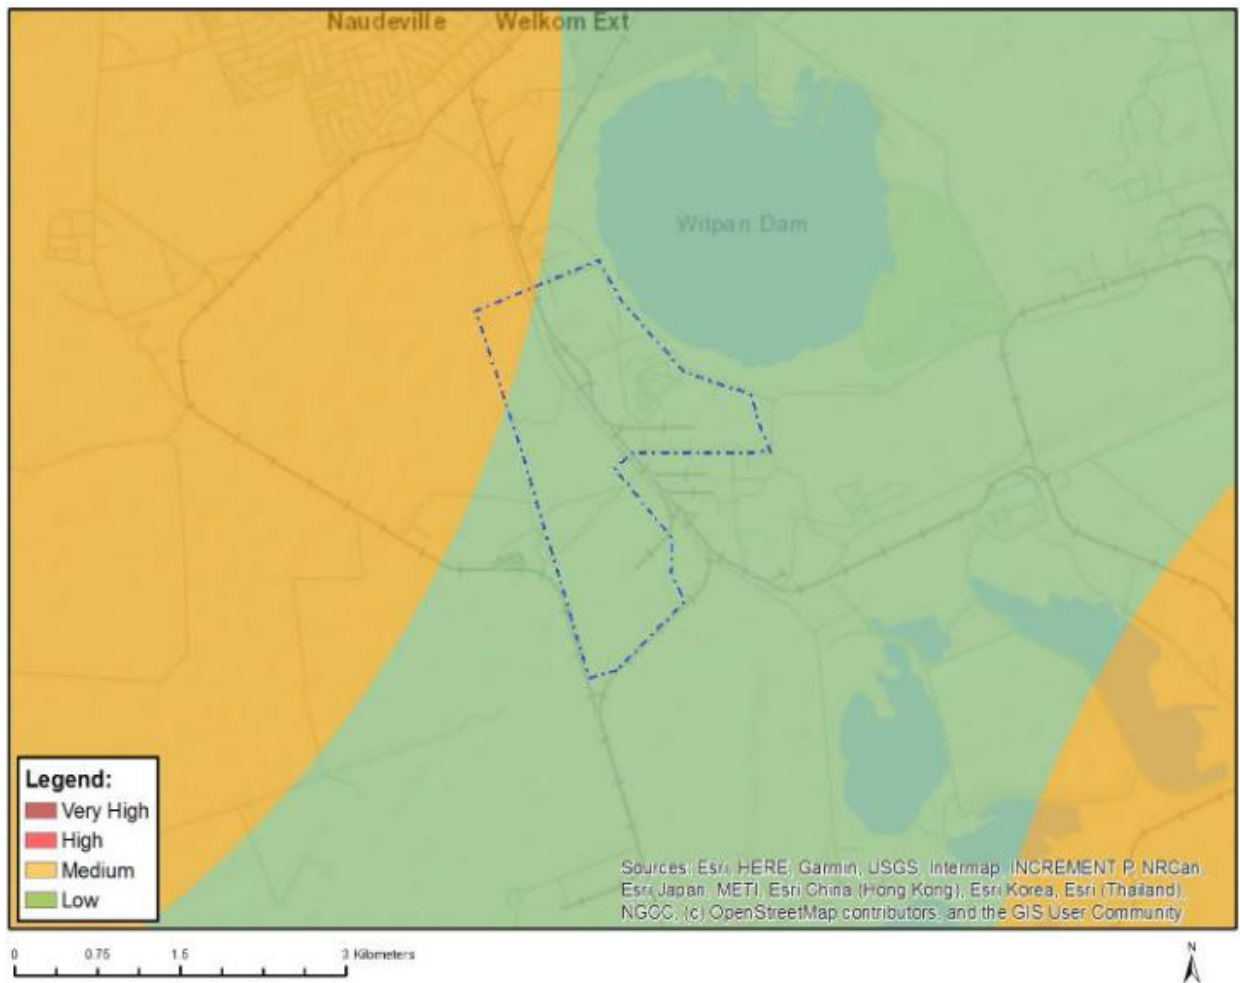 Naudeville Welkom Ext
Witpan Dam
Legend:
Very High
High
Medium
Low
Sources: Esri, HERE, Garmin, USGS, Intermap, INCREMENT P, NRCan,
Esri Japan, METI, Esri China (Hong Kong), Esri Korea, Esri (Thailand),
NGCC, (c) OpenStreetMap contributors, and the GIS User Community
0 0.75 1.5 3 Kilometers
N